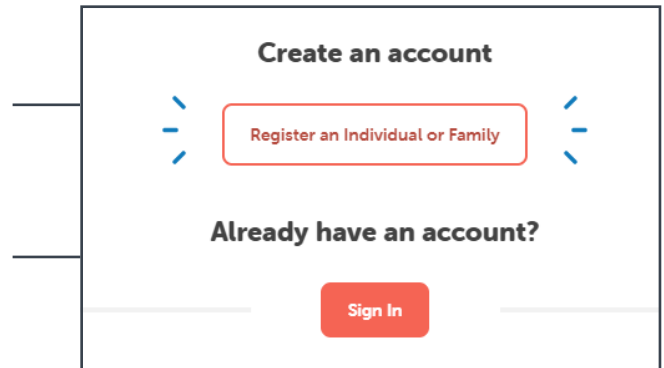 Create an account
Register an Individual or Family
Already have an account?
Sign In